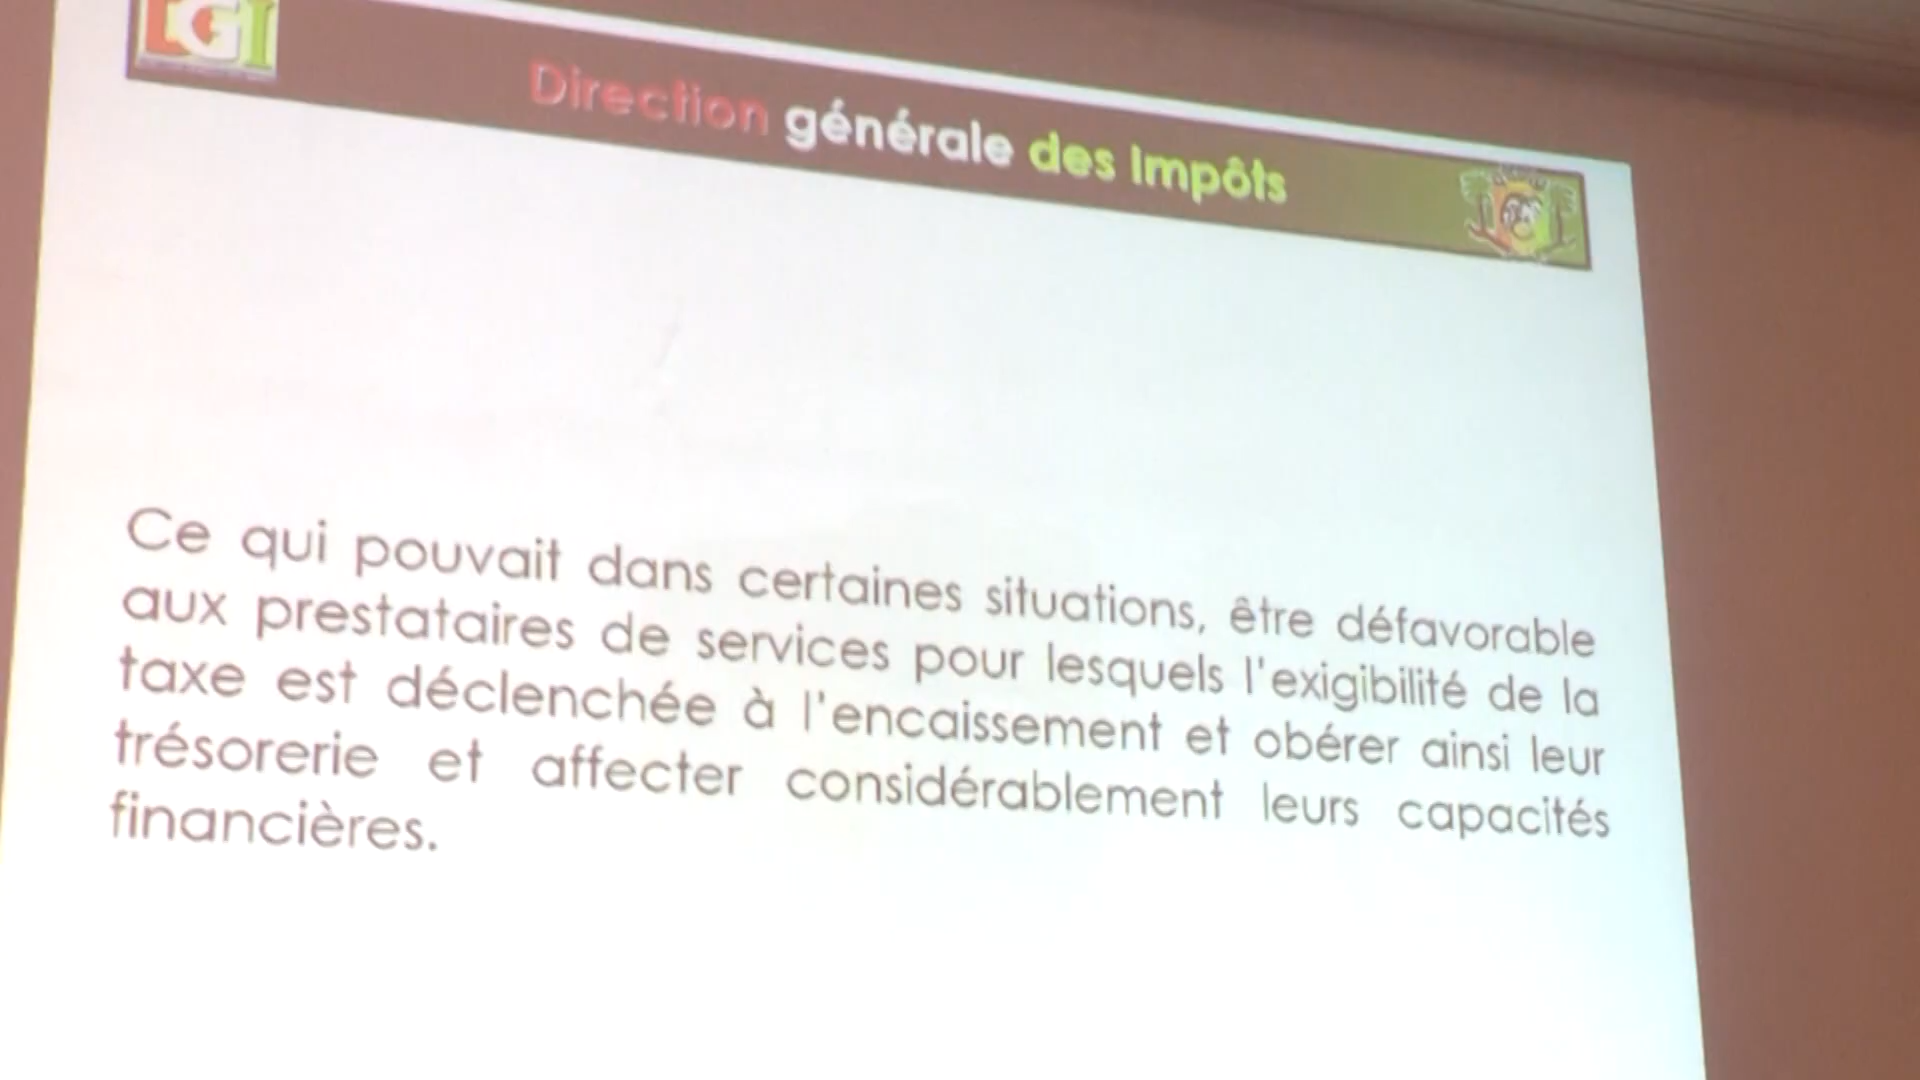 DGI
Direction générale des Impôts
Ce qui pouvait dans certaines situations, être défavorable
aux prestataires de services pour lesquels l'exigibilité de la
taxe est déclenchée à l'encaissement et obérer ainsi leur
trésorerie et affecter considérablement leurs capacités
financières.